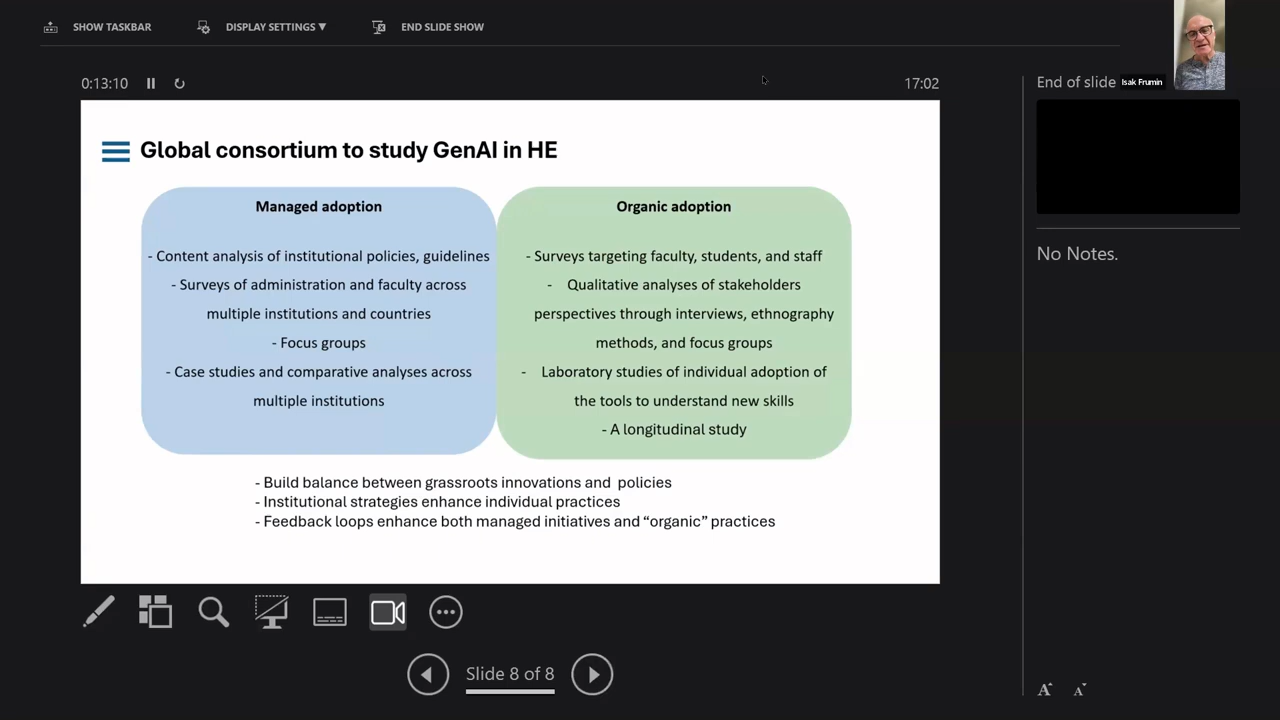 SHOW TASKBAR
DISPLAY SETTINGS ▼
END SLIDE SHOW
0:13:10
17:02
End of slide
Isak Frumin
Global consortium to study GenAI in HE
Managed adoption
- Content analysis of institutional policies, guidelines
- Surveys of administration and faculty across
multiple institutions and countries
- Focus groups
- Case studies and comparative analyses across
multiple institutions
Organic adoption
- Surveys targeting faculty, students, and staff
- Qualitative analyses of stakeholders
perspectives through interviews, ethnography
methods, and focus groups
- Laboratory studies of individual adoption of
the tools to understand new skills
- A longitudinal study
- Build balance between grassroots innovations and policies
- Institutional strategies enhance individual practices
- Feedback loops enhance both managed initiatives and “organic” practices
No Notes.
Slide 8 of 8
A
A